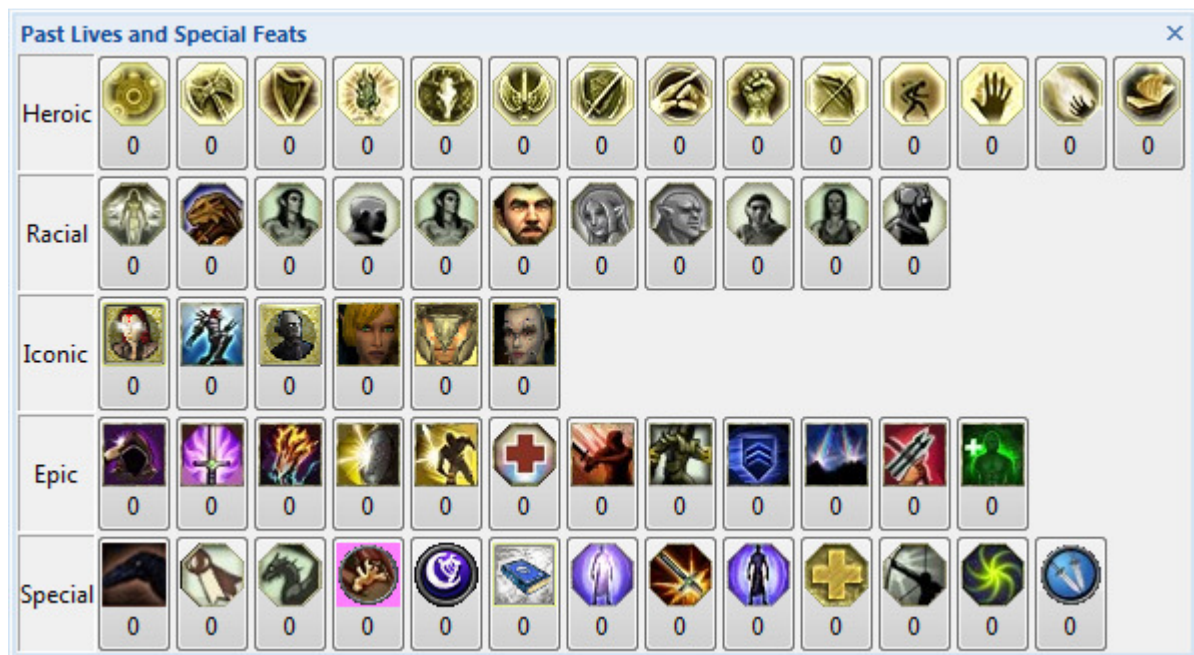 Past Lives and Special Feats
Heroic
0 0 0 0 0 0 0 0 0 0 0 0 0 0
Racial
0 0 0 0 0 0 0 0 0 0 0
Iconic
0 0 0 0 0 0
Epic
0 0 0 0 0 0 0 0 0 0 0 0
Special
0 0 0 0 0 0 0 0 0 0 0 0 0